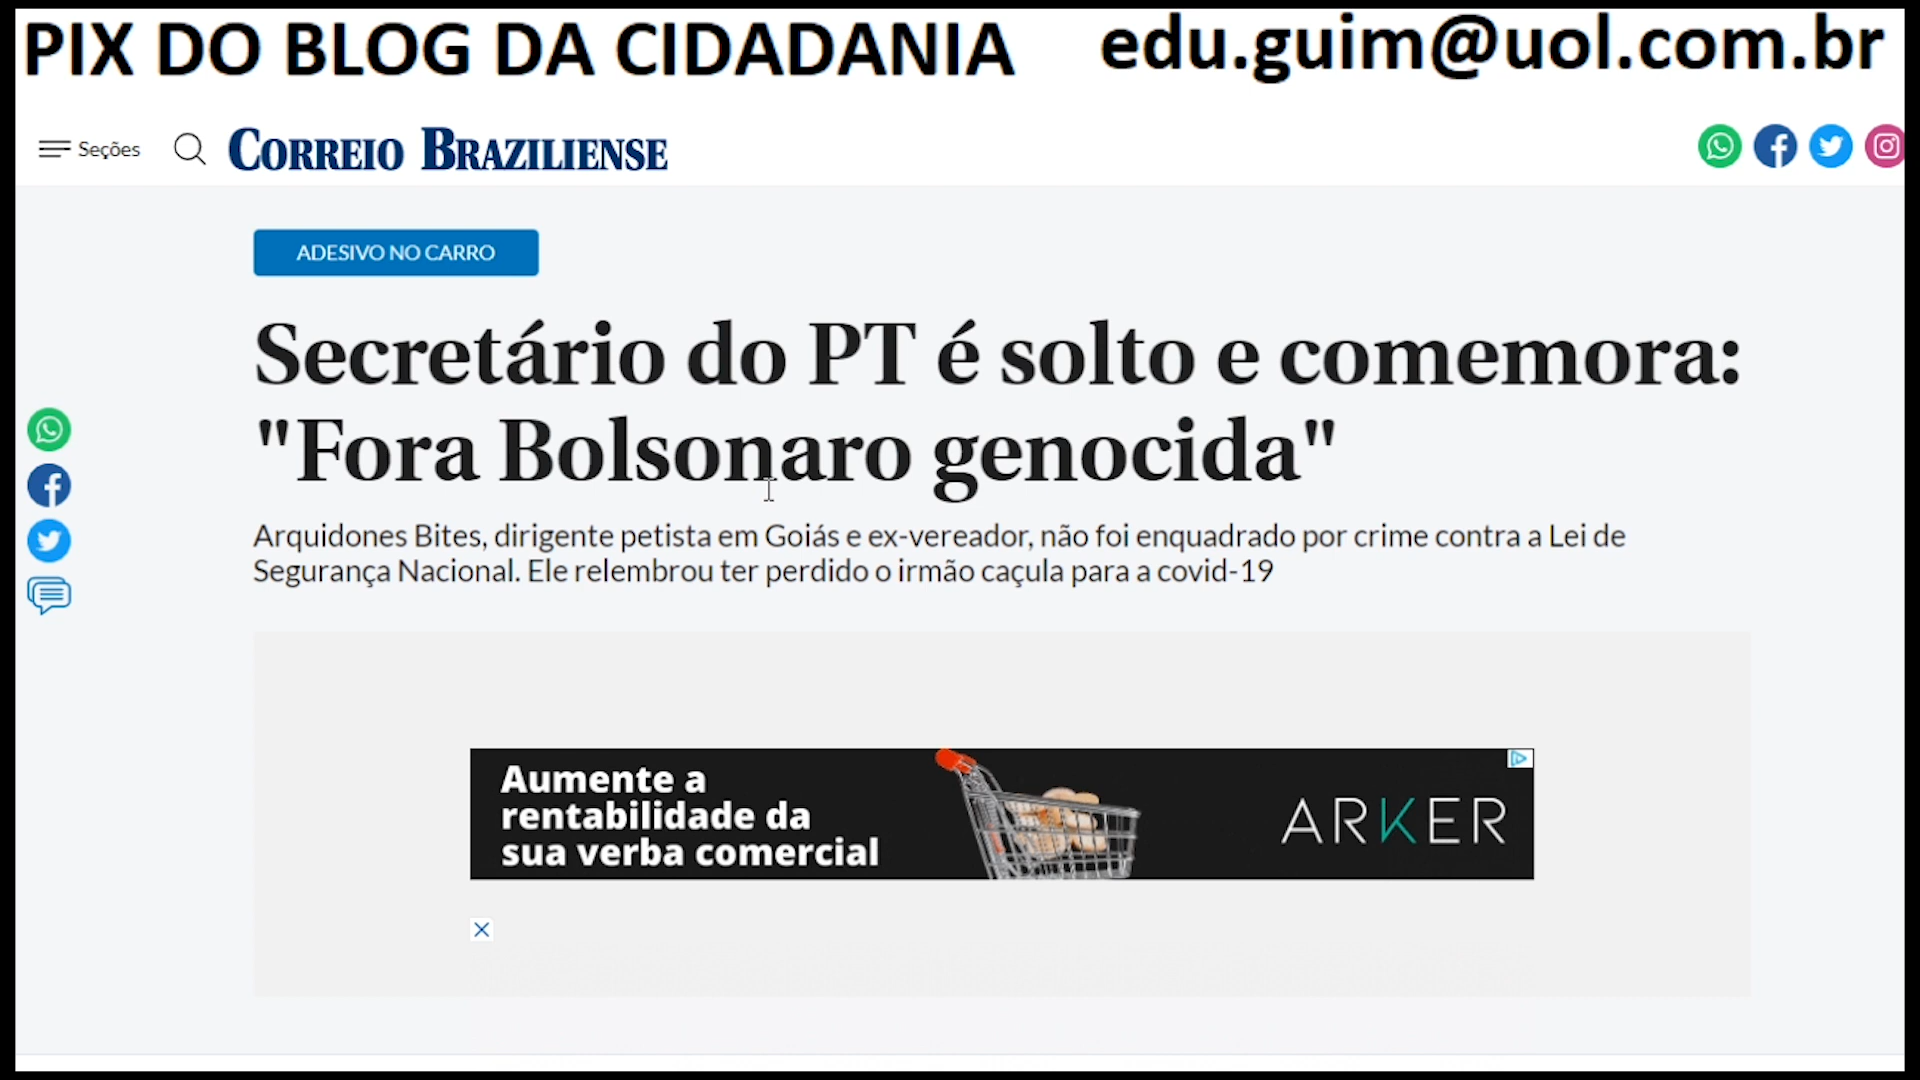 PIX DO BLOG DA CIDADANIA edu.guim@uol.com.br
Seções CORREIO BRAZILIENSE
ADESIVO NO CARRO
Secretário do PT é solto e comemora:
"Fora Bolsonaro genocida"
Arquidones Bites, dirigente petista em Goiás e ex-vereador, não foi enquadrado por crime contra a Lei de
Segurança Nacional. Ele relembrou ter perdido o irmão caçula para a covid-19
Aumente a
rentabilidade da
sua verba comercial
ARKER